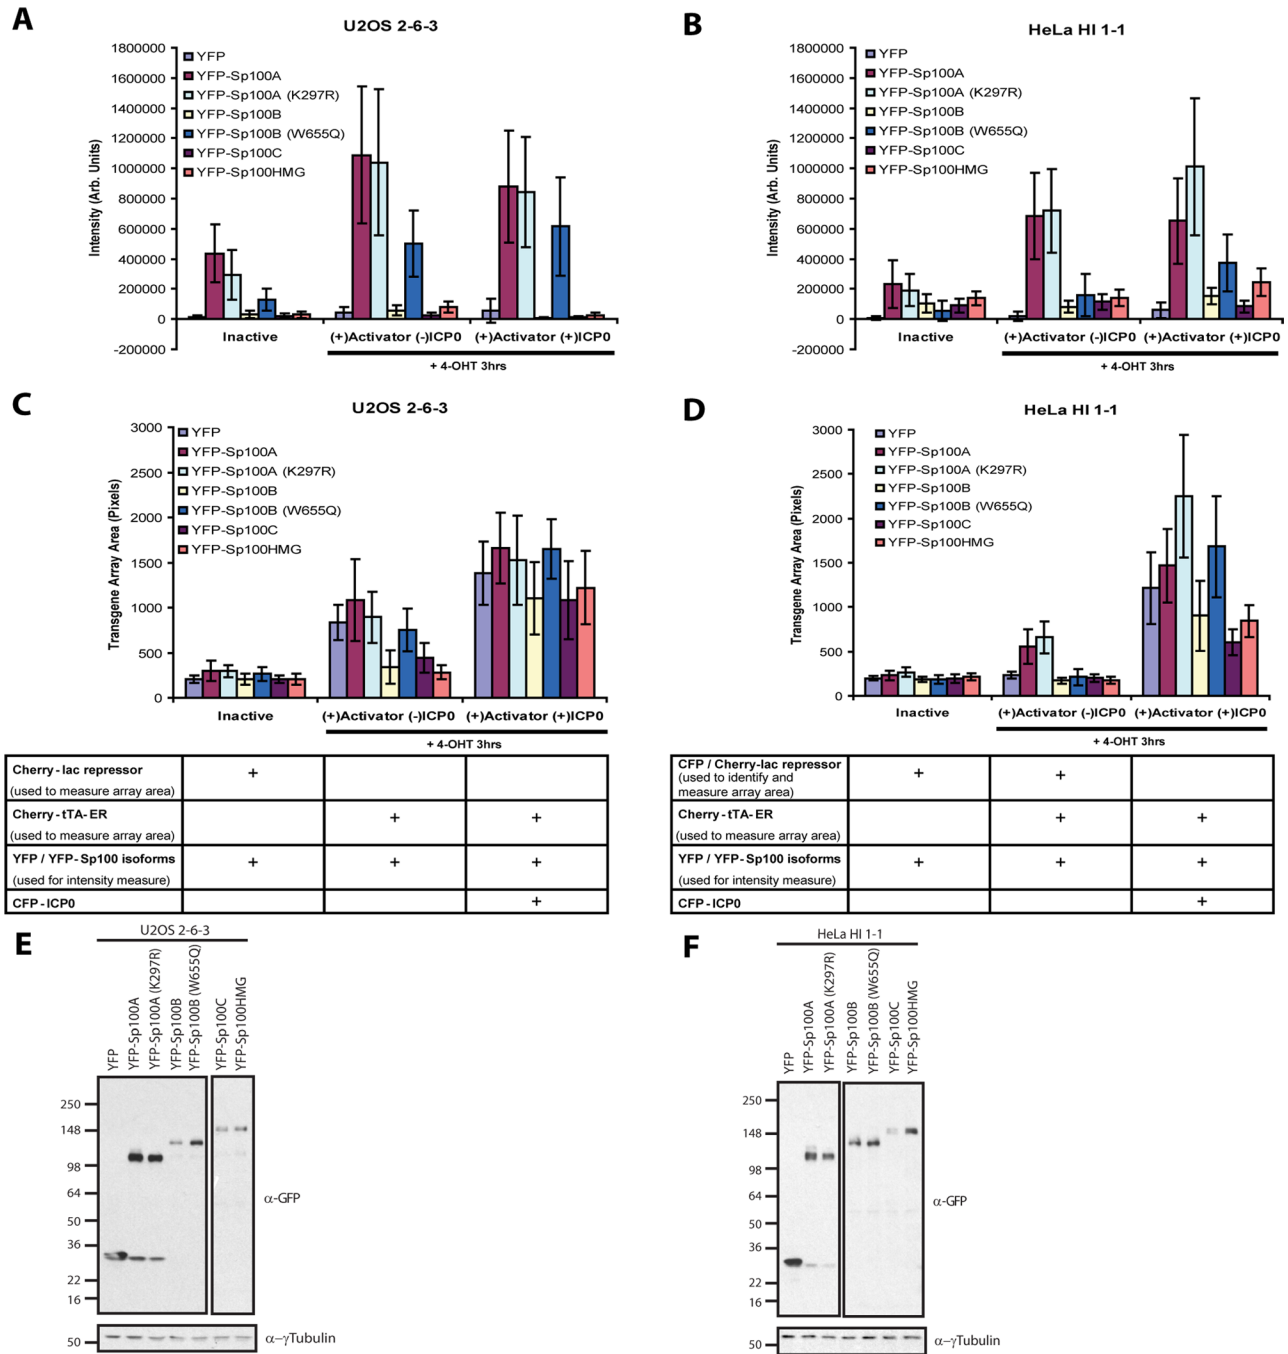 A
U2OS 2-6-3
Intensity (Arb. Units)
1800000
1600000
1400000
1200000
1000000
800000
600000
400000
200000
0
-200000
YFP
YFP-Sp100A
YFP-Sp100A (K297R)
YFP-Sp100B
YFP-Sp100B (W655Q)
YFP-Sp100C
YFP-Sp100HMG
Inactive
(+)Activator (-)ICP0
(+)Activator (+)ICP0
+ 4-OHT 3hrs
B
HeLa HI 1-1
Intensity (Arb. Units)
1800000
1600000
1400000
1200000
1000000
800000
600000
400000
200000
0
-200000
YFP
YFP-Sp100A
YFP-Sp100A (K297R)
YFP-Sp100B
YFP-Sp100B (W655Q)
YFP-Sp100C
YFP-Sp100HMG
Inactive
(+)Activator (-)ICP0
(+)Activator (+)ICP0
+ 4-OHT 3hrs
C
U2OS 2-6-3
Transgene Array Area (Pixels)
3000
2500
2000
1500
1000
500
0
YFP
YFP-Sp100A
YFP-Sp100A (K297R)
YFP-Sp100B
YFP-Sp100B (W655Q)
YFP-Sp100C
YFP-Sp100HMG
Inactive
(+)Activator (-)ICP0
(+)Activator (+)ICP0
+ 4-OHT 3hrs
Cherry-lac repressor +
(used to measure array area)
Cherry-tTA-ER + +
(used to measure array area)
YFP / YFP-Sp100 isoforms + + +
(used for intensity measure)
CFP-ICP0 +
D
HeLa HI 1-1
Transgene Array Area (Pixels)
3000
2500
2000
1500
1000
500
0
YFP
YFP-Sp100A
YFP-Sp100A (K297R)
YFP-Sp100B
YFP-Sp100B (W655Q)
YFP-Sp100C
YFP-Sp100HMG
Inactive
(+)Activator (-)ICP0
(+)Activator (+)ICP0
+ 4-OHT 3hrs
CFP / Cherry-lac repressor + +
(used to identify and
measure array area)
Cherry-tTA-ER + +
(used to measure array area)
YFP / YFP-Sp100 isoforms + + +
(used for intensity measure)
CFP-ICP0 +
E
U2OS 2-6-3
YFP
YFP-Sp100A
YFP-Sp100A (K297R)
YFP-Sp100B
YFP-Sp100B (W655Q)
YFP-Sp100C
YFP-Sp100HMG
250
148
98
64
50
36
22
16
α-GFP
50
α-γTubulin
F
HeLa HI 1-1
YFP
YFP-Sp100A
YFP-Sp100A (K297R)
YFP-Sp100B
YFP-Sp100B (W655Q)
YFP-Sp100C
YFP-Sp100HMG
250
148
98
64
50
36
22
16
α-GFP
50
α-γTubulin